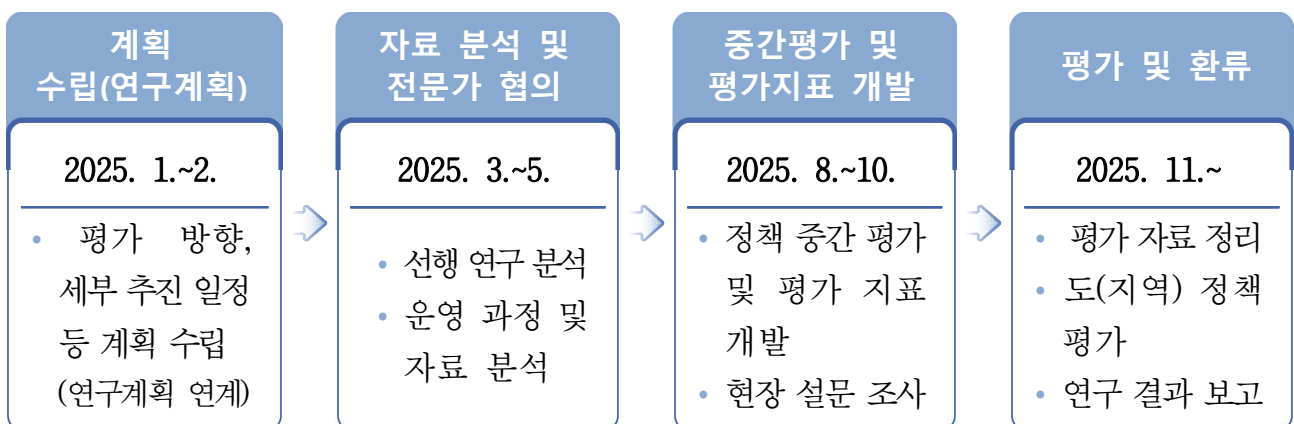 계획
수립(연구계획)
2025. 1.~2.
• 평가 방향,
세부 추진 일정
등 계획 수립
(연구계획 연계)
자료 분석 및
전문가 협의
2025. 3.~5.
• 선행 연구 분석
• 운영 과정 및
자료 분석
중간평가 및
평가지표 개발
2025. 8.~10.
• 정책 중간 평가
및 평가 지표
개발
• 현장 설문 조사
평가 및 환류
2025. 11.~
• 평가 자료 정리
• 도(지역) 정책
평가
• 연구 결과 보고